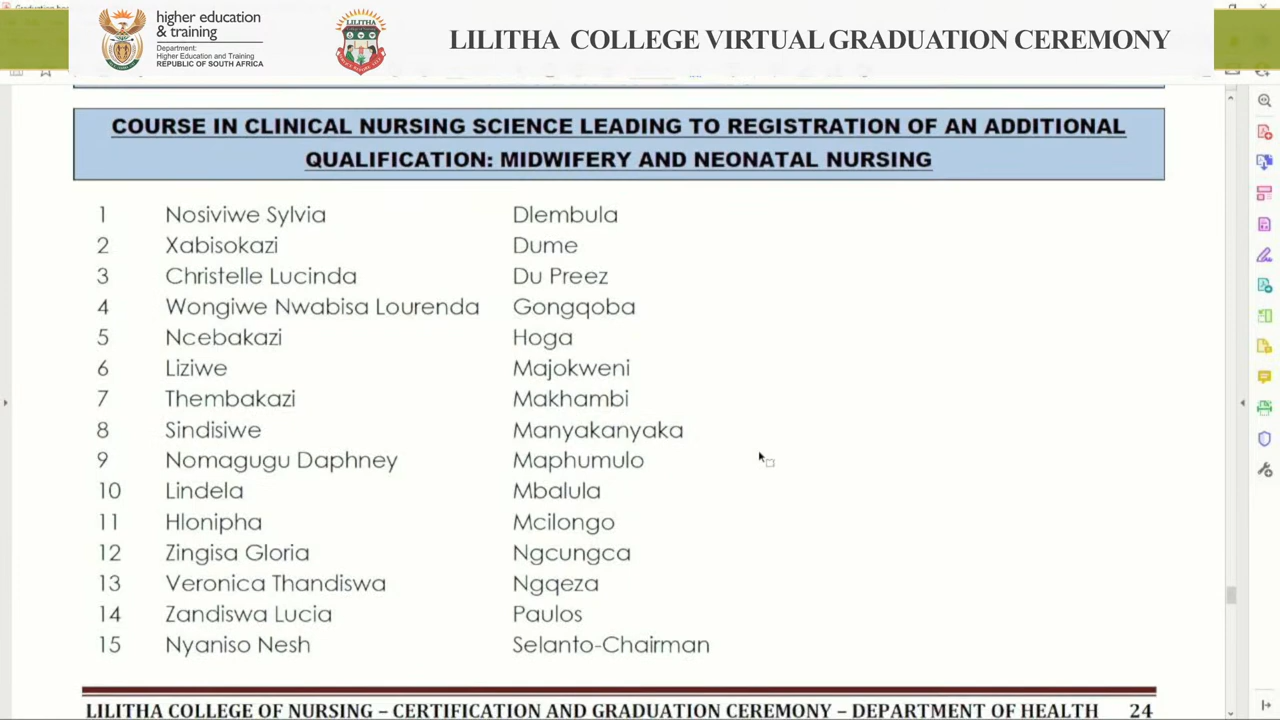 higher education
& training
Department:
Higher Education and Training
REPUBLIC OF SOUTH AFRICA
LILITHA
LILITHA COLLEGE VIRTUAL GRADUATION CEREMONY
COURSE IN CLINICAL NURSING SCIENCE LEADING TO REGISTRATION OF AN ADDITIONAL
QUALIFICATION: MIDWIFERY AND NEONATAL NURSING
1 Nosiviwe Sylvia Dlembula
2 Xabisokazi Dume
3 Christelle Lucinda Du Preez
4 Wongiwe Nwabisa Lourenda Gongqoba
5 Ncebakazi Hoga
6 Liziwe Majokweni
7 Thembakazi Makhambi
8 Sindisiwe Manyakanyaka
9 Nomagugu Daphney Maphumulo
10 Lindela Mbalula
11 Hlonipha Mcilongo
12 Zingisa Gloria Ngcungca
13 Veronica Thandiswa Ngqeza
14 Zandiswa Lucia Paulos
15 Nyaniso Nesh Selanto-Chairman
LILITHA COLLEGE OF NURSING – CERTIFICATION AND GRADUATION CEREMONY – DEPARTMENT OF HEALTH 24